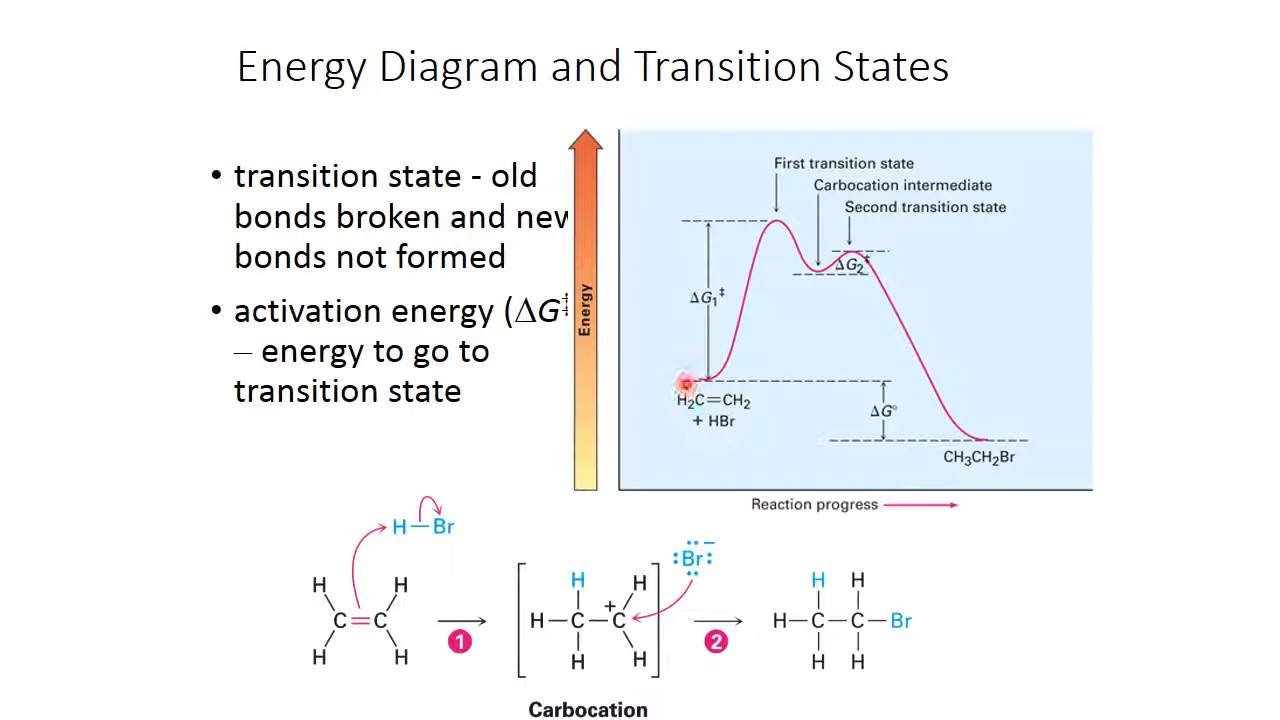 Energy Diagram and Transition States
• transition state - old
bonds broken and new
bonds not formed
• activation energy (ΔG‡
– energy to go to
transition state
Energy
First transition state
Carbocation intermediate
Second transition state
ΔG₁‡
ΔG₂‡
H₂C=CH₂
+ HBr
ΔG°
CH₃CH₂Br
Reaction progress
H—Br
H H
C=C
H H
1
H H
+
H—C—C
H H
Carbocation
:Br: −
2
H H
H—C—C—Br
H H